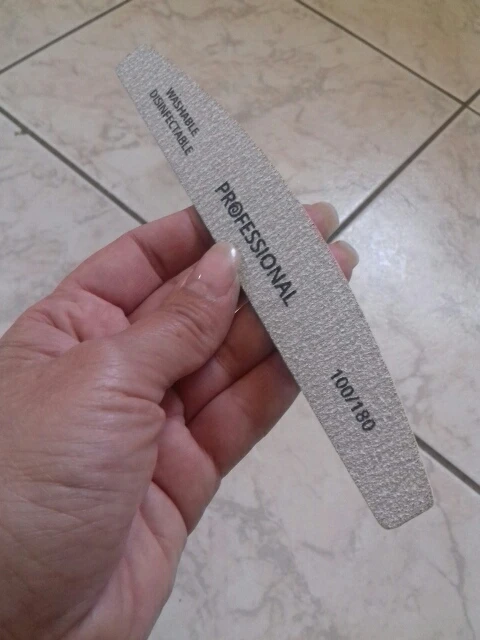 WASHABLE
DISINFECTABLE
PROFESSIONAL
100/180